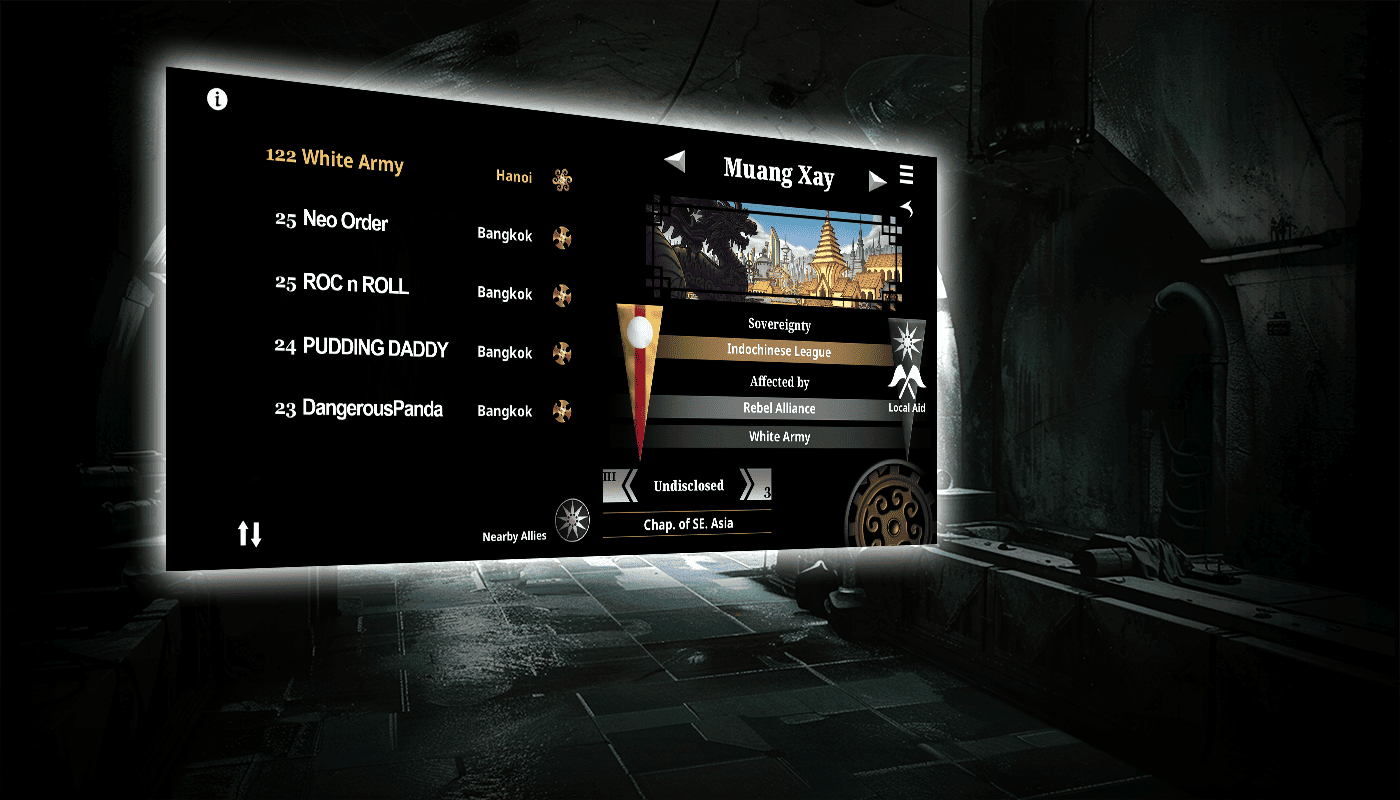 122 White Army Hanoi
25 Neo Order Bangkok
25 ROC n ROLL Bangkok
24 PUDDING DADDY Bangkok
23 DangerousPanda Bangkok
Nearby Allies
Muang Xay
Sovereignty
Indochinese League
Affected by
Rebel Alliance
Local Aid
White Army
III Undisclosed 3
Chap. of SE. Asia